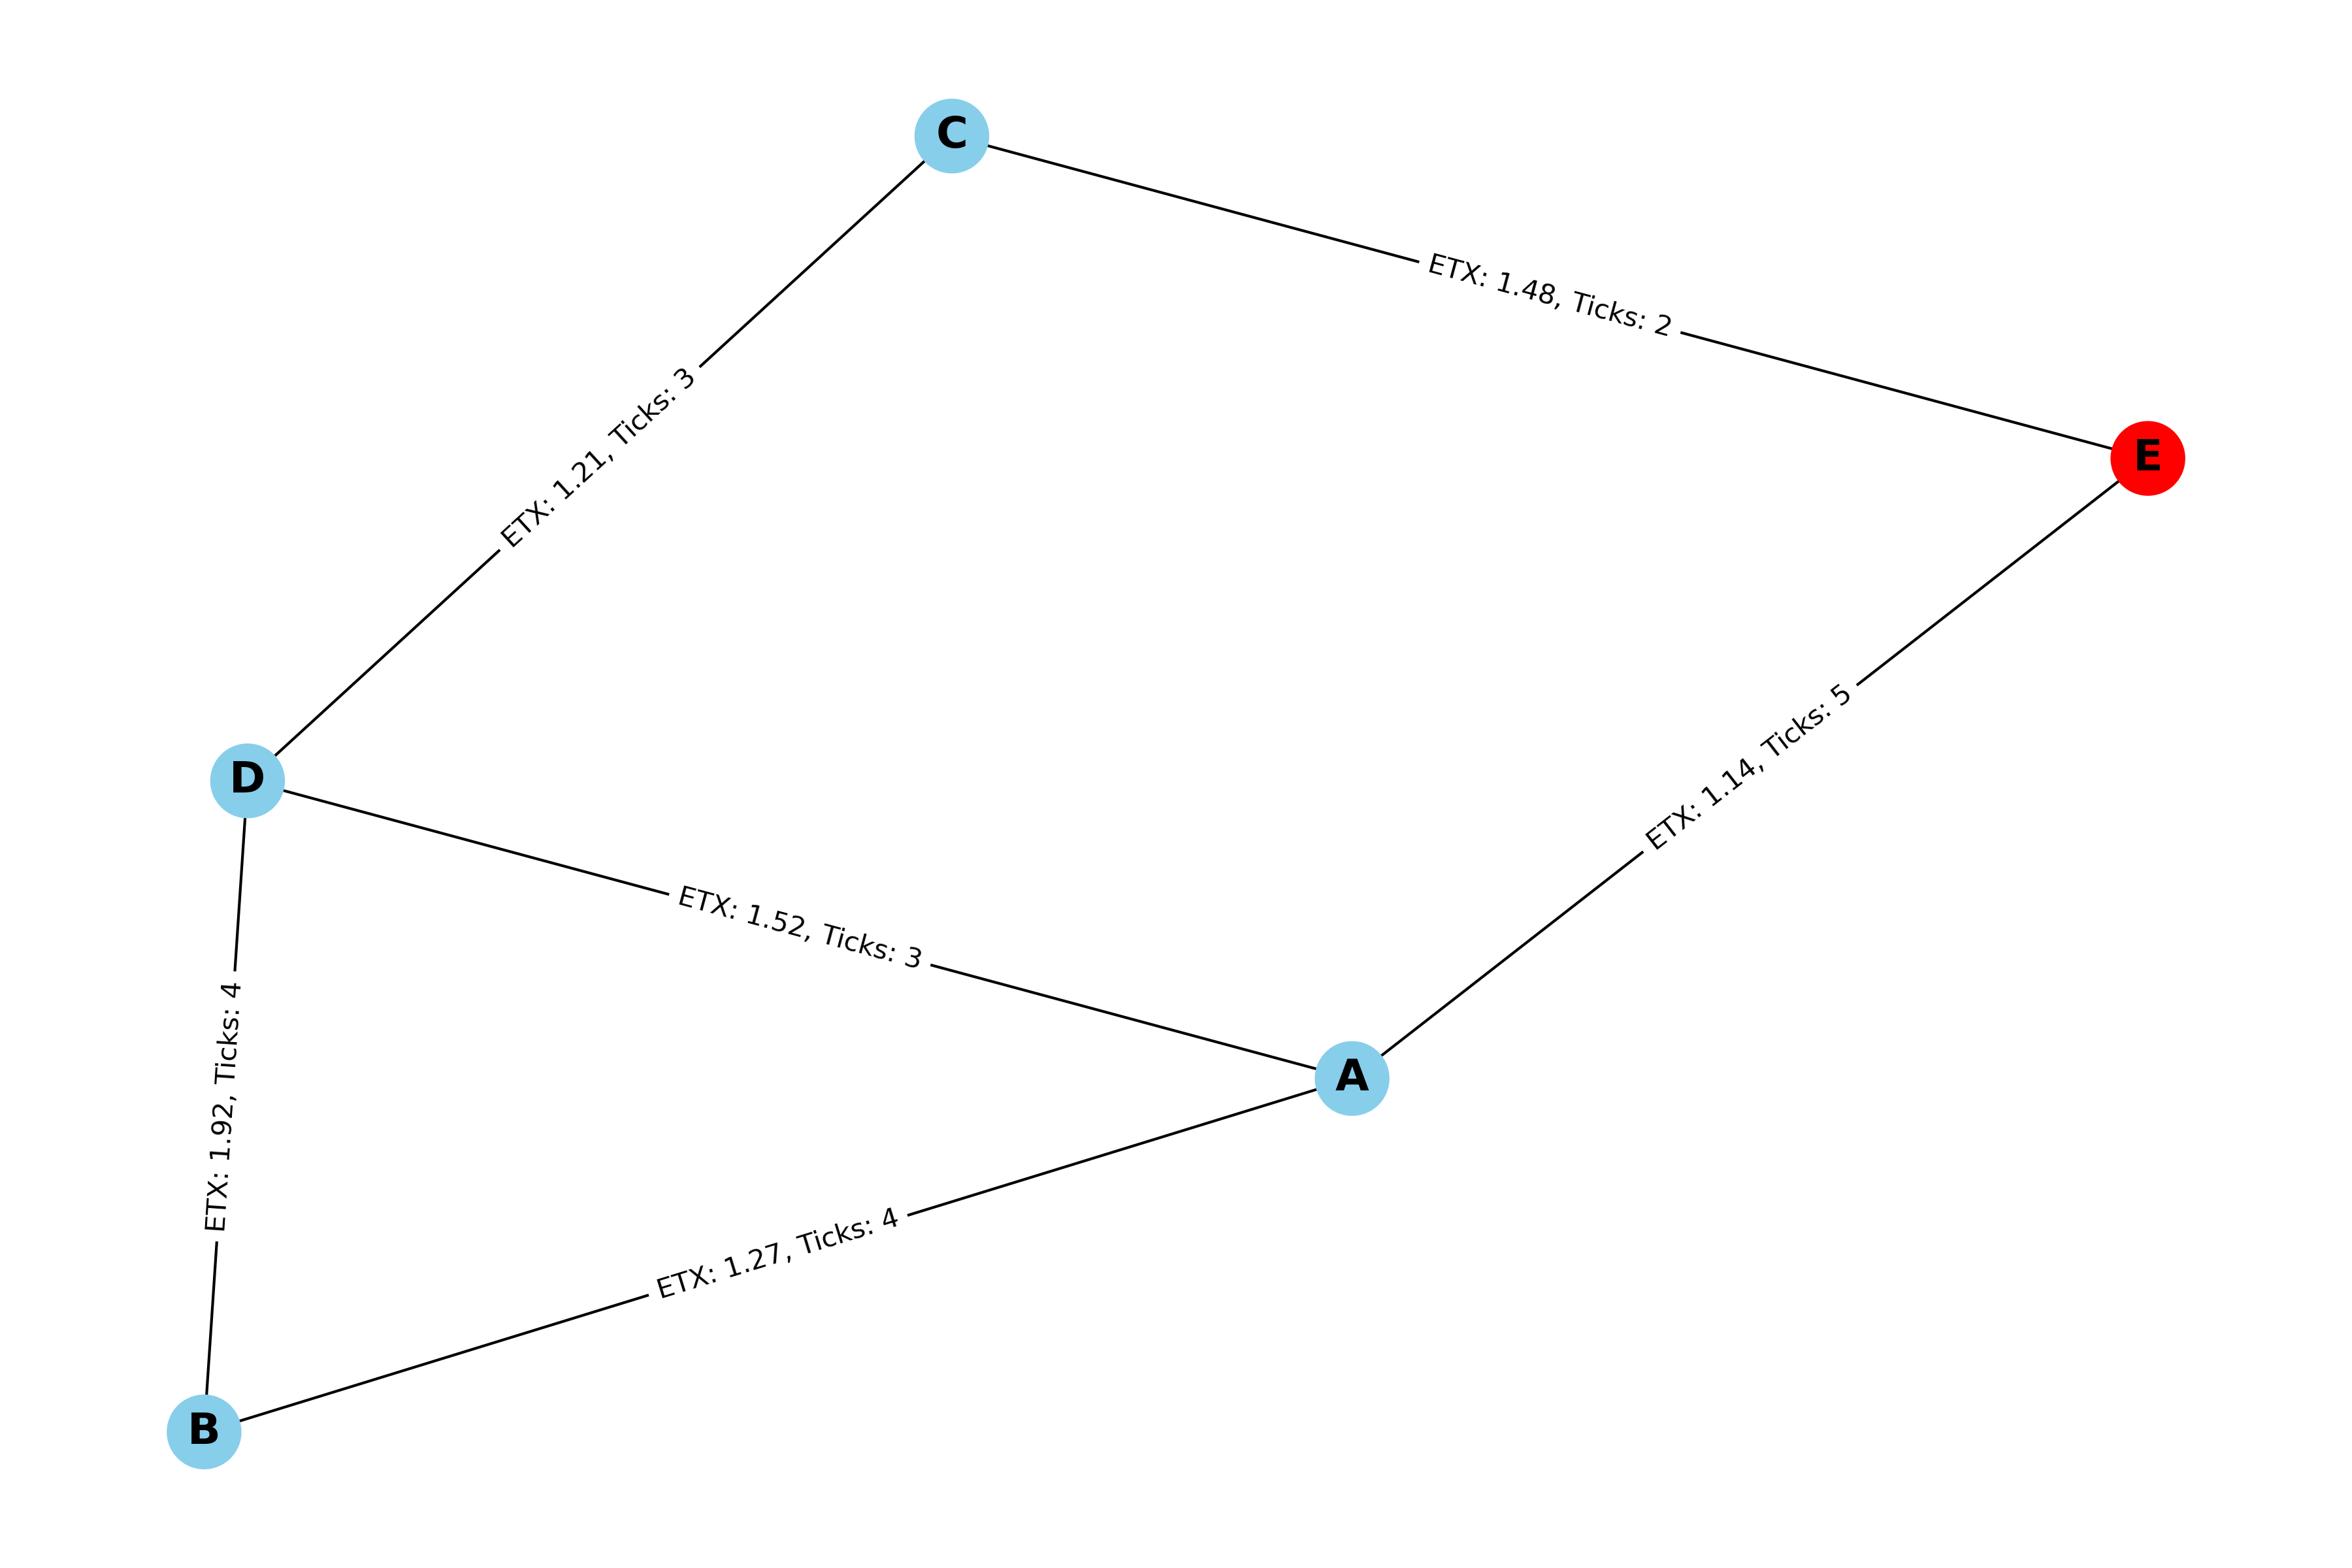 C
ETX: 1.48, Ticks: 2
ETX: 1.21, Ticks: 3
E
ETX: 1.14, Ticks: 5
D
ETX: 1.52, Ticks: 3
ETX: 1.92, Ticks: 4
A
ETX: 1.27, Ticks: 4
B